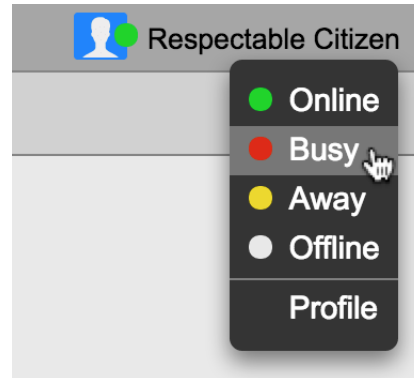 Respectable Citizen
Online
Busy
Away
Offline
Profile